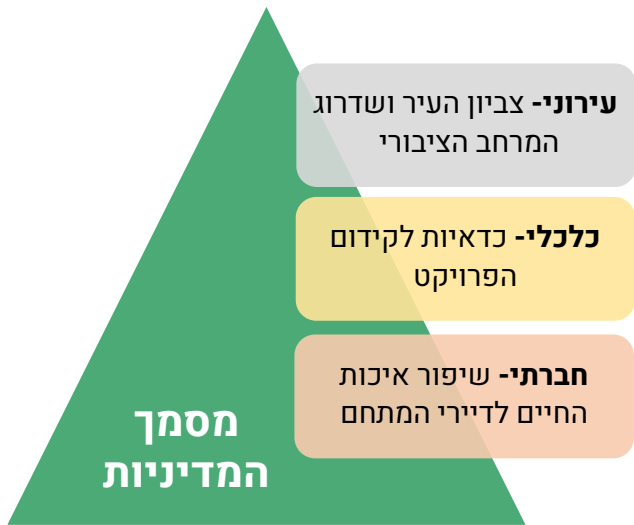 עירוני- צביון העיר ושדרוג
המרחב הציבורי
כלכלי- כדאיות לקידום
הפרויקט
חברתי- שיפור איכות
החיים לדיירי המתחם
מסמך
המדיניות